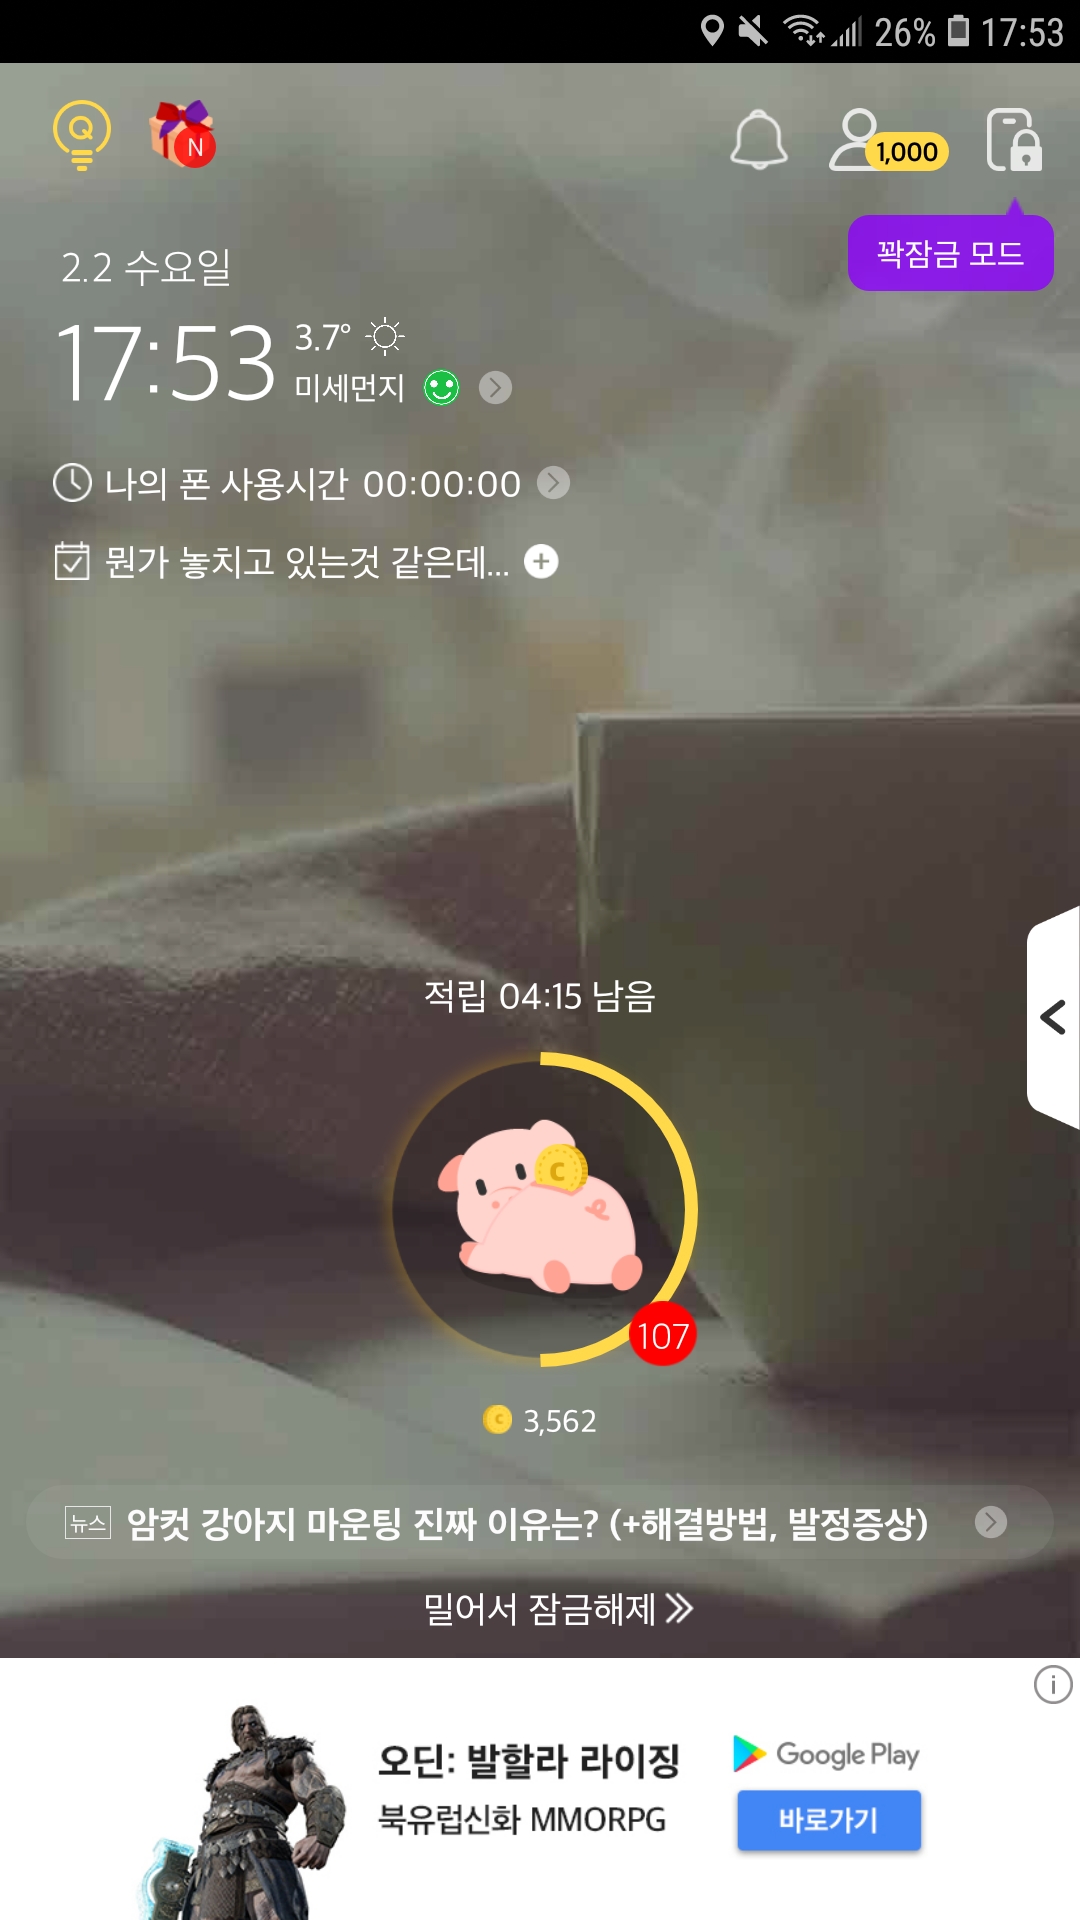 26% 17:53
Q
N
1,000
꽉잠금 모드
2.2 수요일
17:53
3.7°
미세먼지
나의 폰 사용시간 00:00:00
뭔가 놓치고 있는것 같은데...
적립 04:15 남음
c
107
c 3,562
뉴스 암컷 강아지 마운팅 진짜 이유는? (+해결방법, 발정증상)
밀어서 잠금해제
오딘: 발할라 라이징
북유럽신화 MMORPG
Google Play
바로가기